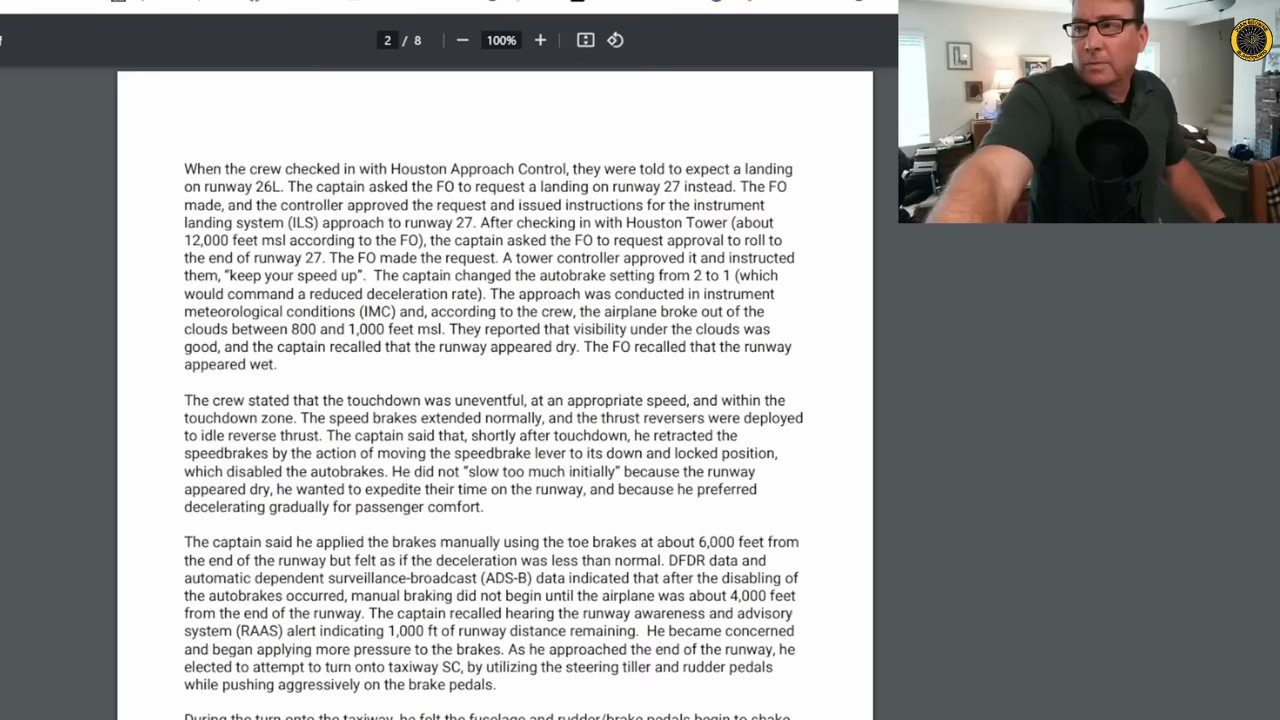 2 / 8
100%
When the crew checked in with Houston Approach Control, they were told to expect a landing
on runway 26L. The captain asked the FO to request a landing on runway 27 instead. The FO
made, and the controller approved the request and issued instructions for the instrument
landing system (ILS) approach to runway 27. After checking in with Houston Tower (about
12,000 feet msl according to the FO), the captain asked the FO to request approval to roll to
the end of runway 27. The FO made the request. A tower controller approved it and instructed
them, “keep your speed up”.  The captain changed the autobrake setting from 2 to 1 (which
would command a reduced deceleration rate). The approach was conducted in instrument
meteorological conditions (IMC) and, according to the crew, the airplane broke out of the
clouds between 800 and 1,000 feet msl. They reported that visibility under the clouds was
good, and the captain recalled that the runway appeared dry. The FO recalled that the runway
appeared wet.
The crew stated that the touchdown was uneventful, at an appropriate speed, and within the
touchdown zone. The speed brakes extended normally, and the thrust reversers were deployed
to idle reverse thrust. The captain said that, shortly after touchdown, he retracted the
speedbrakes by the action of moving the speedbrake lever to its down and locked position,
which disabled the autobrakes. He did not “slow too much initially” because the runway
appeared dry, he wanted to expedite their time on the runway, and because he preferred
decelerating gradually for passenger comfort.
The captain said he applied the brakes manually using the toe brakes at about 6,000 feet from
the end of the runway but felt as if the deceleration was less than normal. DFDR data and
automatic dependent surveillance-broadcast (ADS-B) data indicated that after the disabling of
the autobrakes occurred, manual braking did not begin until the airplane was about 4,000 feet
from the end of the runway. The captain recalled hearing the runway awareness and advisory
system (RAAS) alert indicating 1,000 ft of runway distance remaining.  He became concerned
and began applying more pressure to the brakes. As he approached the end of the runway, he
elected to attempt to turn onto taxiway SC, by utilizing the steering tiller and rudder pedals
while pushing aggressively on the brake pedals.
During the turn onto the taxiway, he felt the fuselage and rudder/brake pedals begin to shake